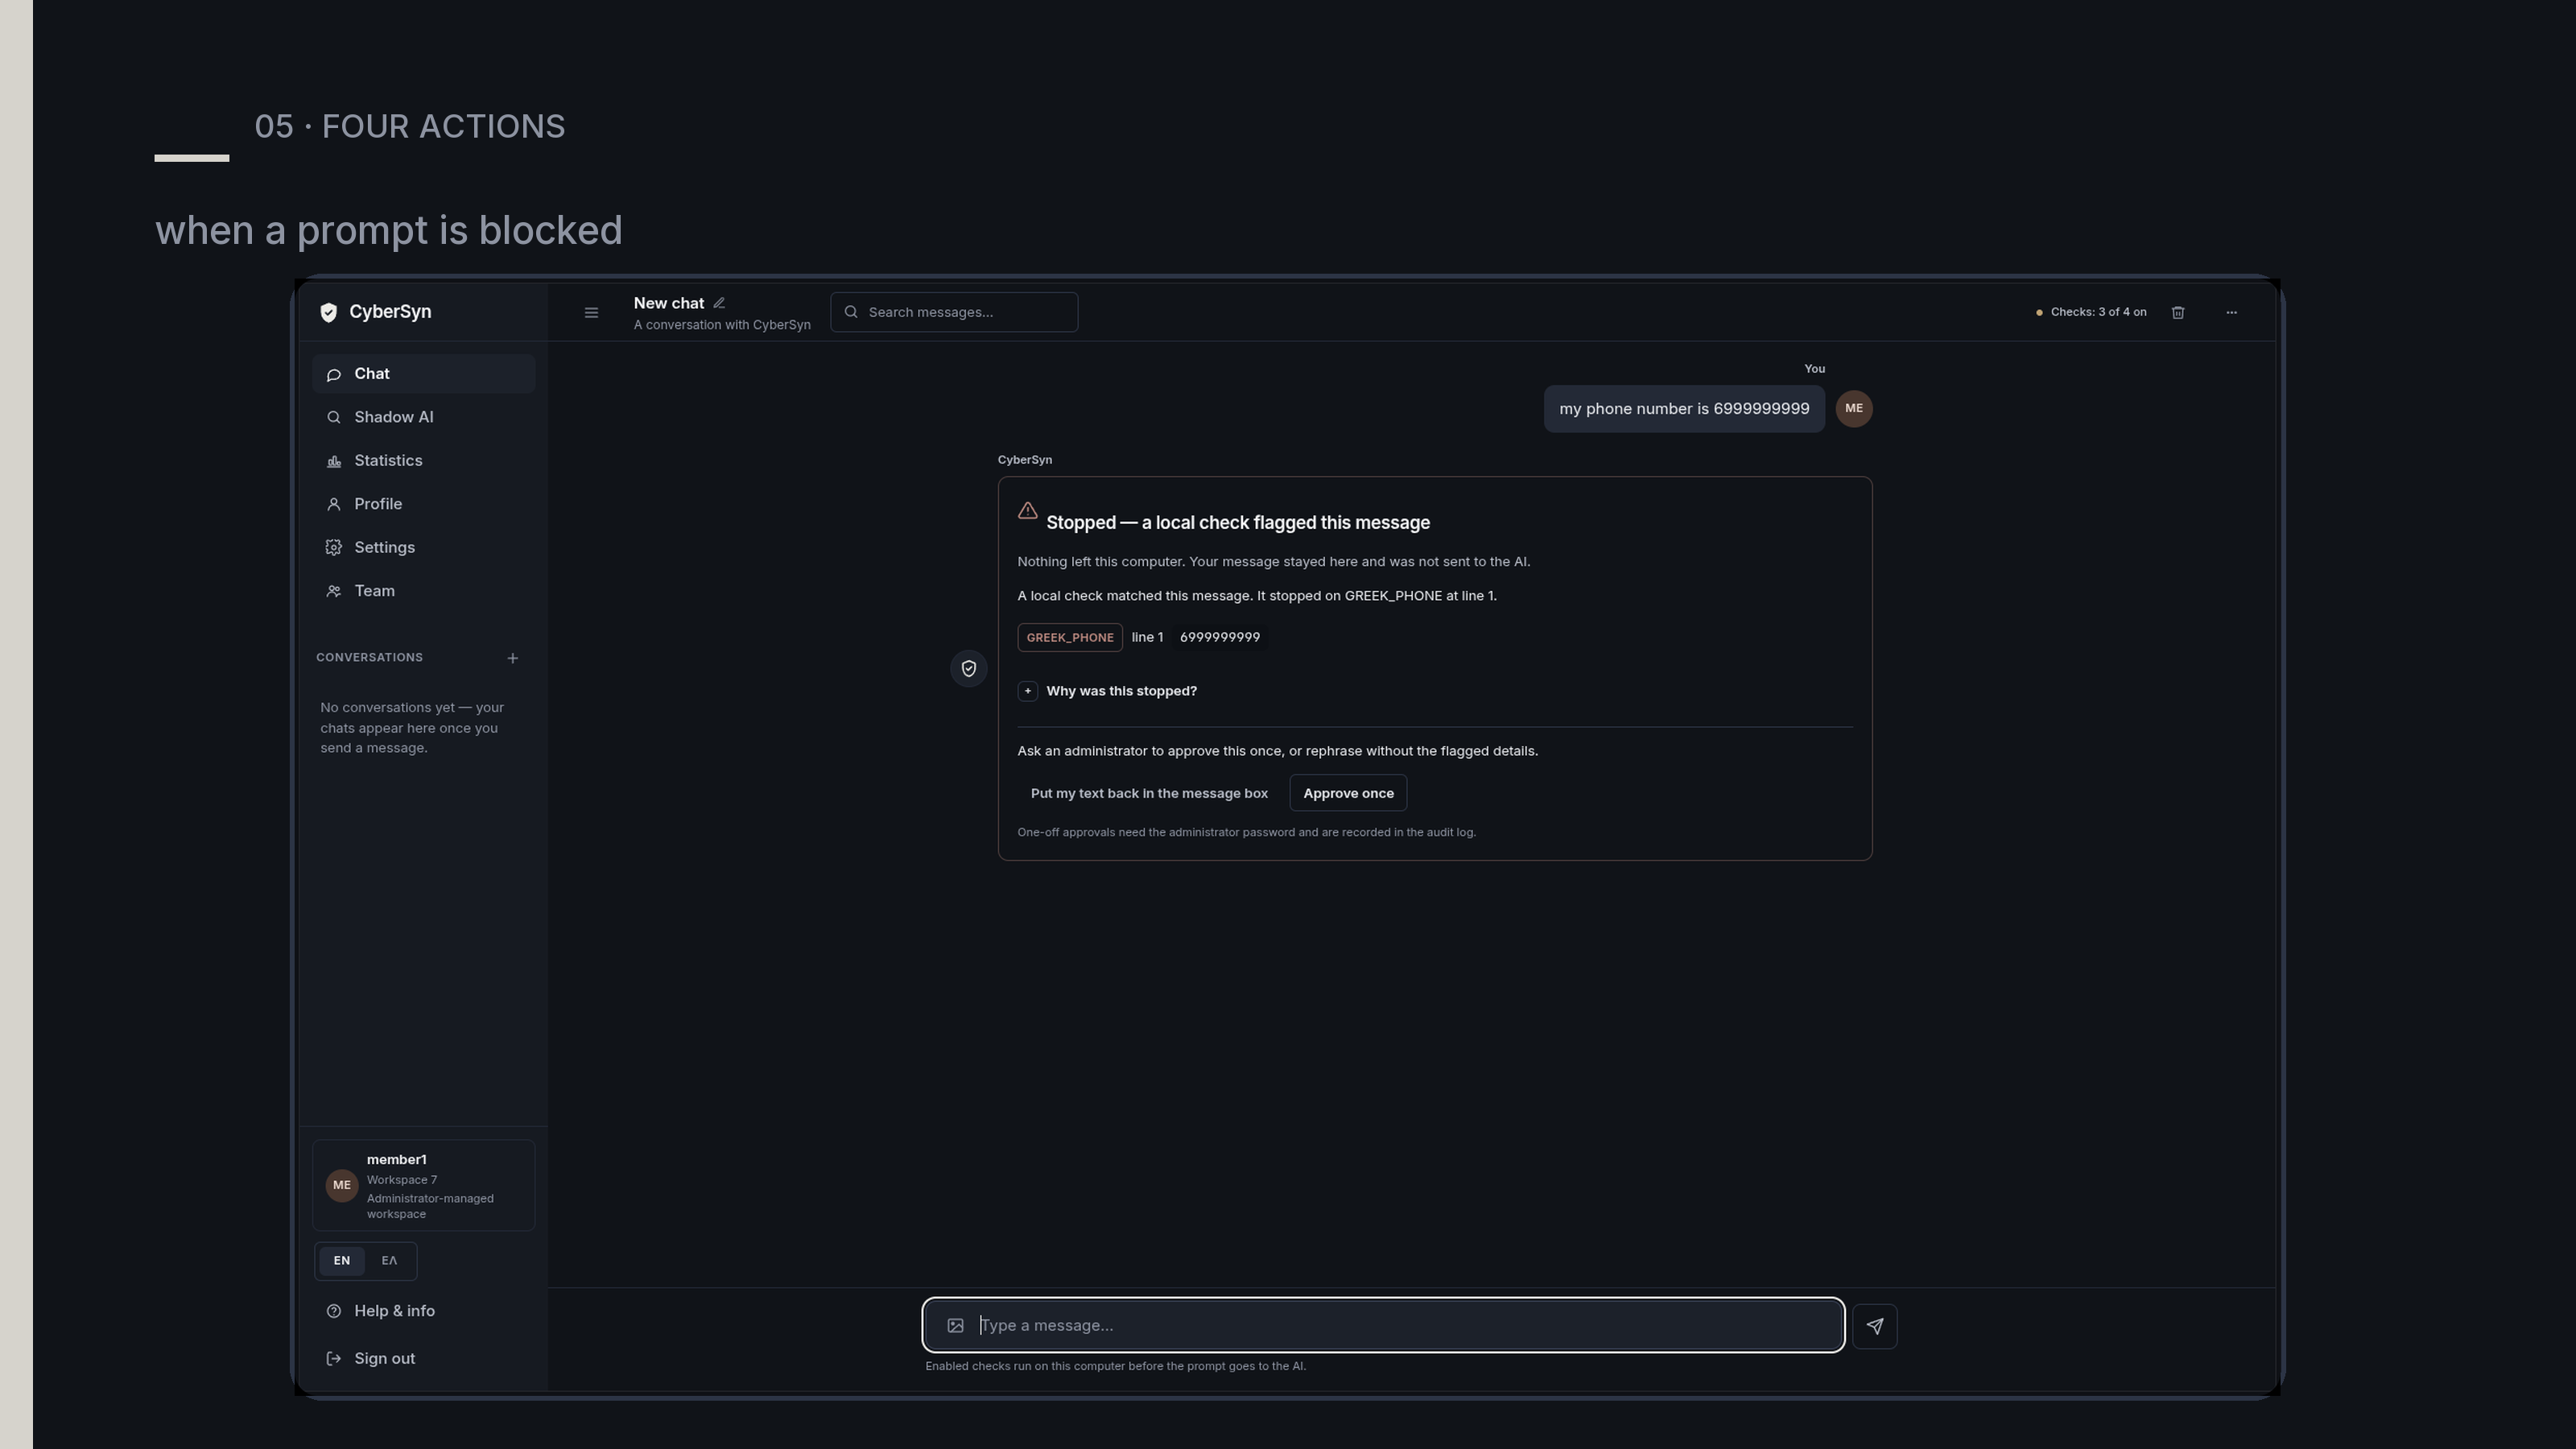 05 · FOUR ACTIONS
when a prompt is blocked
CyberSyn
New chat
A conversation with CyberSyn
Search messages...
Checks: 3 of 4 on
Chat
Shadow AI
Statistics
Profile
Settings
Team
CONVERSATIONS
No conversations yet — your
chats appear here once you
send a message.
You
my phone number is 6999999999
ME
CyberSyn
Stopped — a local check flagged this message
Nothing left this computer. Your message stayed here and was not sent to the AI.
A local check matched this message. It stopped on GREEK_PHONE at line 1.
GREEK_PHONE line 1 6999999999
Why was this stopped?
Ask an administrator to approve this once, or rephrase without the flagged details.
Put my text back in the message box
Approve once
One-off approvals need the administrator password and are recorded in the audit log.
ME
member1
Workspace 7
Administrator-managed
workspace
EN ΕΛ
Help & info
Sign out
Type a message...
Enabled checks run on this computer before the prompt goes to the AI.